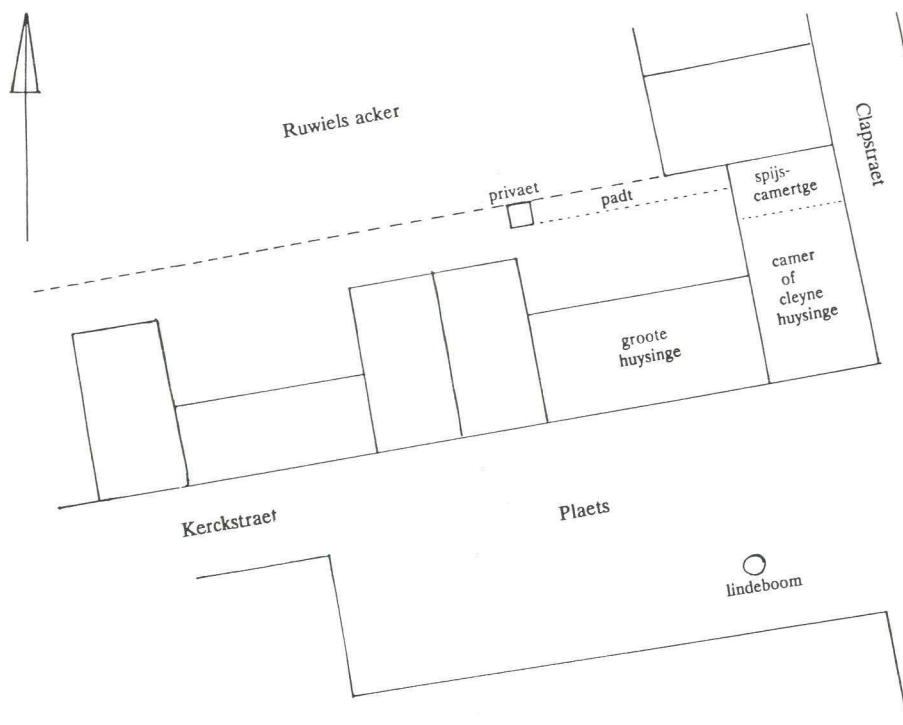 Ruwiels acker
Clapstraet
privaet
padt
spijs-
camertge
camer
of
cleyne
huysinge
groote
huysinge
Kerckstraet
Plaets
lindeboom